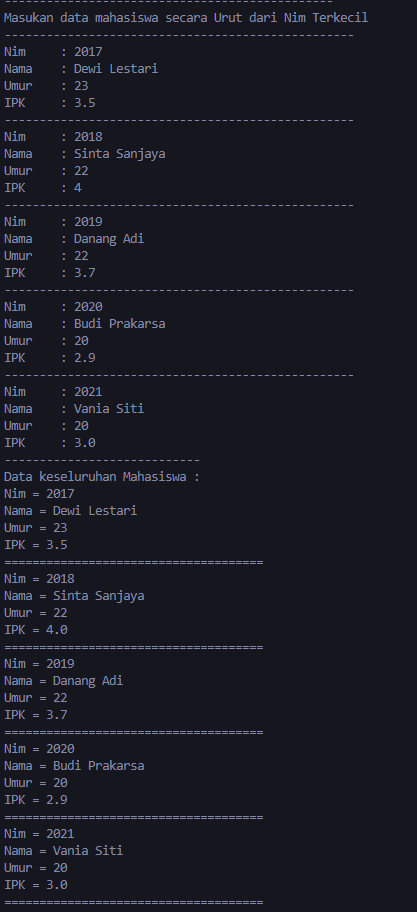 -----------------------------------------------
Masukan data mahasiswa secara Urut dari Nim Terkecil
--------------------------------------------------
Nim     : 2017
Nama    : Dewi Lestari
Umur    : 23
IPK     : 3.5
--------------------------------------------------
Nim     : 2018
Nama    : Sinta Sanjaya
Umur    : 22
IPK     : 4
--------------------------------------------------
Nim     : 2019
Nama    : Danang Adi
Umur    : 22
IPK     : 3.7
--------------------------------------------------
Nim     : 2020
Nama    : Budi Prakarsa
Umur    : 20
IPK     : 2.9
--------------------------------------------------
Nim     : 2021
Nama    : Vania Siti
Umur    : 20
IPK     : 3.0
----------------------------
Data keseluruhan Mahasiswa :
Nim = 2017
Nama = Dewi Lestari
Umur = 23
IPK = 3.5
=====================================
Nim = 2018
Nama = Sinta Sanjaya
Umur = 22
IPK = 4.0
=====================================
Nim = 2019
Nama = Danang Adi
Umur = 22
IPK = 3.7
=====================================
Nim = 2020
Nama = Budi Prakarsa
Umur = 20
IPK = 2.9
=====================================
Nim = 2021
Nama = Vania Siti
Umur = 20
IPK = 3.0
=====================================